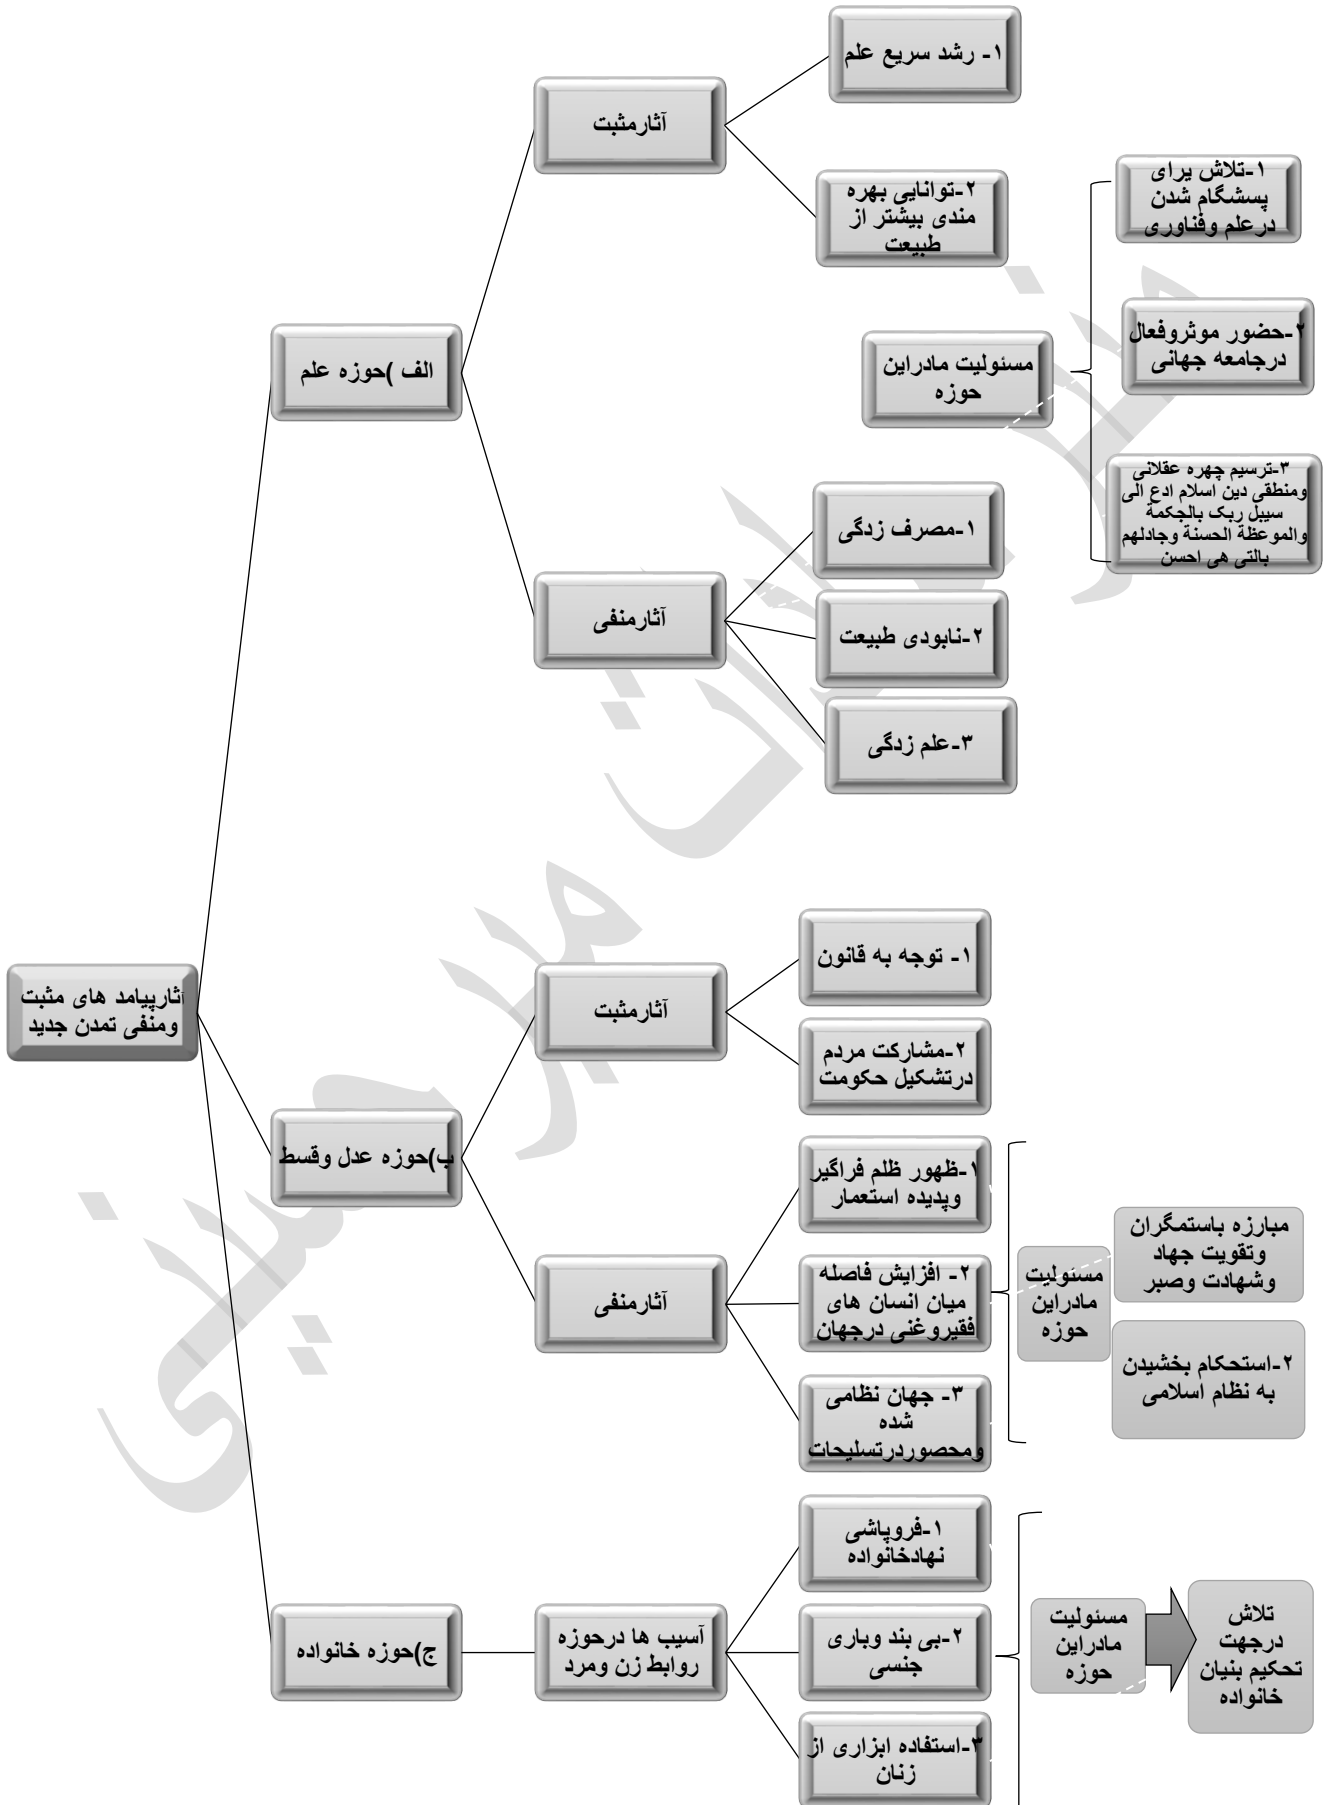 آثارپیامد های مثبت
ومنفی تمدن جدید
الف )حوزه علم
آثارمثبت
۱- رشد سریع علم
۲-توانایی بهره
مندی بیشتر از
طبیعت
آثارمنفی
۱-مصرف زدگی
۲-نابودی طبیعت
۳-علم زدگی
مسئولیت مادراین
حوزه
۱-تلاش یرای
پسشگام شدن
درعلم وفناوری
۲-حضور موثروفعال
درجامعه جهانی
۳-ترسیم چهره عقلانی
ومنطقی دین اسلام ادع الی
سیبل ربک بالجکمة
والموعظة الحسنة وجادلهم
بالتی هی احسن
ب)حوزه عدل وقسط
آثارمثبت
۱- توجه به قانون
۲-مشارکت مردم
درتشکیل حکومت
آثارمنفی
۱-ظهور ظلم فراگیر
وپدیده استعمار
۲- افزایش فاصله
میان انسان های
فقیروغنی درجهان
۳- جهان نظامی
شده
ومحصوردرتسلیحات
مسئولیت
مادراین
حوزه
مبارزه باستمگران
وتقویت جهاد
وشهادت وصبر
۲-استحکام بخشیدن
به نظام اسلامی
ج)حوزه خانواده
آسیب ها درحوزه
روابط زن ومرد
۱-فروپاشی
نهادخانواده
۲-بی بند وباری
جنسی
۳-استفاده ابزاری از
زنان
مسئولیت
مادراین
حوزه
تلاش
درجهت
تحکیم بنیان
خانواده